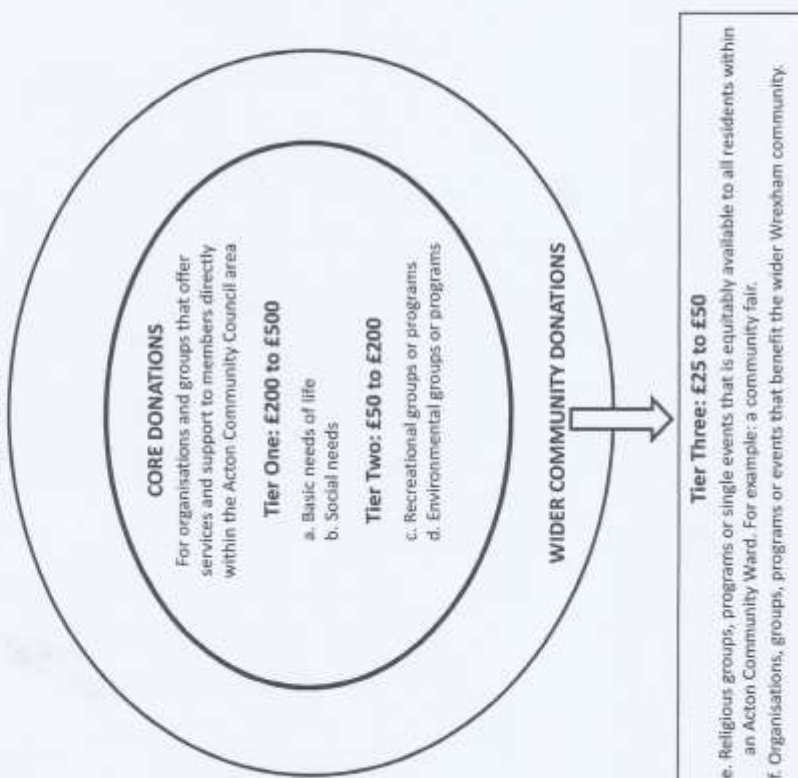 CORE DONATIONS
For organisations and groups that offer
services and support to members directly
within the Acton Community Council area
Tier One: £200 to £500
a. Basic needs of life
b. Social needs
Tier Two: £50 to £200
c. Recreational groups or programs
d. Environmental groups or programs
WIDER COMMUNITY DONATIONS
Tier Three: £25 to £50
e. Religious groups, programs or single events that is equitably available to all residents within
an Acton Community Ward. For example: a community fair.
f. Organisations, groups, programs or events that benefit the wider Wrexham community.